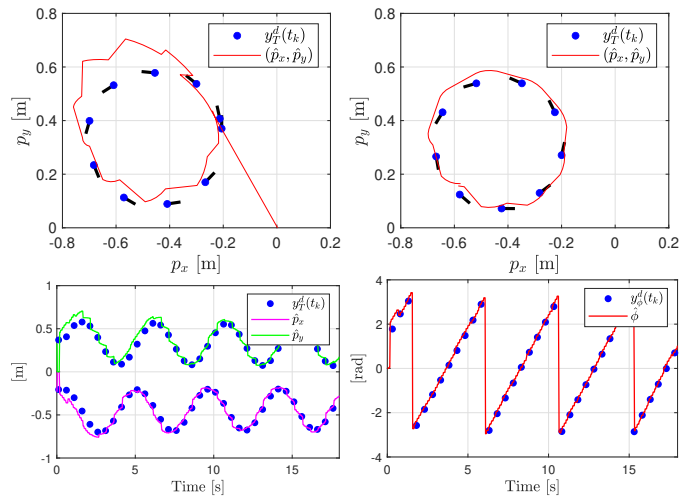 0.8
y_T^d(t_k)
(p̂_x, p̂_y)
0.6
0.4
0.2
0
p_y [m]
-0.8 -0.6 -0.4 -0.2 0 0.2
p_x [m]
0.8
y_T^d(t_k)
(p̂_x, p̂_y)
0.6
0.4
0.2
0
p_y [m]
-0.8 -0.6 -0.4 -0.2 0 0.2
p_x [m]
1
y_T^d(t_k)
p̂_x
p̂_y
0.5
0
-0.5
-1
[m]
0 5 10 15
Time [s]
4
y_ϕ^d(t_k)
ϕ̂
2
0
-2
-4
[rad]
0 5 10 15
Time [s]